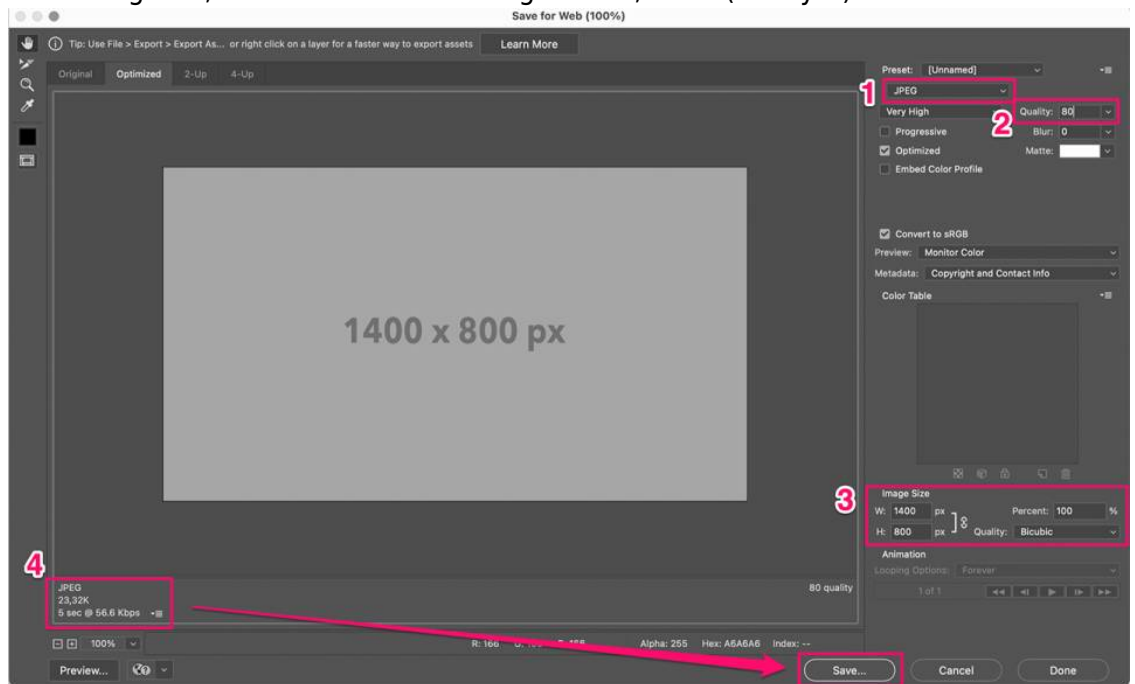 Save for Web (100%)
Tip: Use File > Export > Export As... or right click on a layer for a faster way to export assets
Learn More
Original Optimized 2-Up 4-Up
Preset: [Unnamed]
1
JPEG
Very High
2
Quality: 80
Progressive
Blur: 0
Optimized
Matte:
Embed Color Profile
Convert to sRGB
Preview: Monitor Color
Metadata: Copyright and Contact Info
Color Table
1400 x 800 px
3
Image Size
W: 1400 px
Percent: 100 %
H: 800 px
Quality: Bicubic
Animation
Looping Options: Forever
1 of 1
4
JPEG
23,32K
5 sec @ 56.6 Kbps
80 quality
100%
R: 166
Alpha: 255 Hex: A6A6A6 Index: --
Preview...
Save...
Cancel
Done